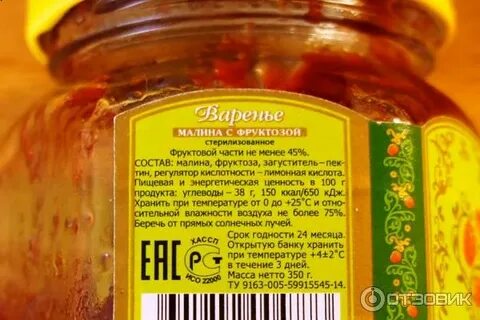 Варенье
МАЛИНА С ФРУКТОЗОЙ
стерилизованное
Фруктовой части не менее 45%.
СОСТАВ: малина, фруктоза, загуститель–пек-
тин, регулятор кислотности – лимонная кислота.
Пищевая и энергетическая ценность в 100 г
продукта: углеводы – 38 г, 150 ккал/650 кДж.
Хранить при температуре от 0 до +25°С и отно-
сительной влажности воздуха не более 75%.
Беречь от прямых солнечных лучей.
Срок годности 24 месяца.
Открытую банку хранить
при температуре +4±2°С
в течение 3 дней.
Масса нетто 350 г.
ТУ 9163-005-59915545-14.
ЕАС
ХАССП
РСТ
ИСО 22000
ОТЗОВИК